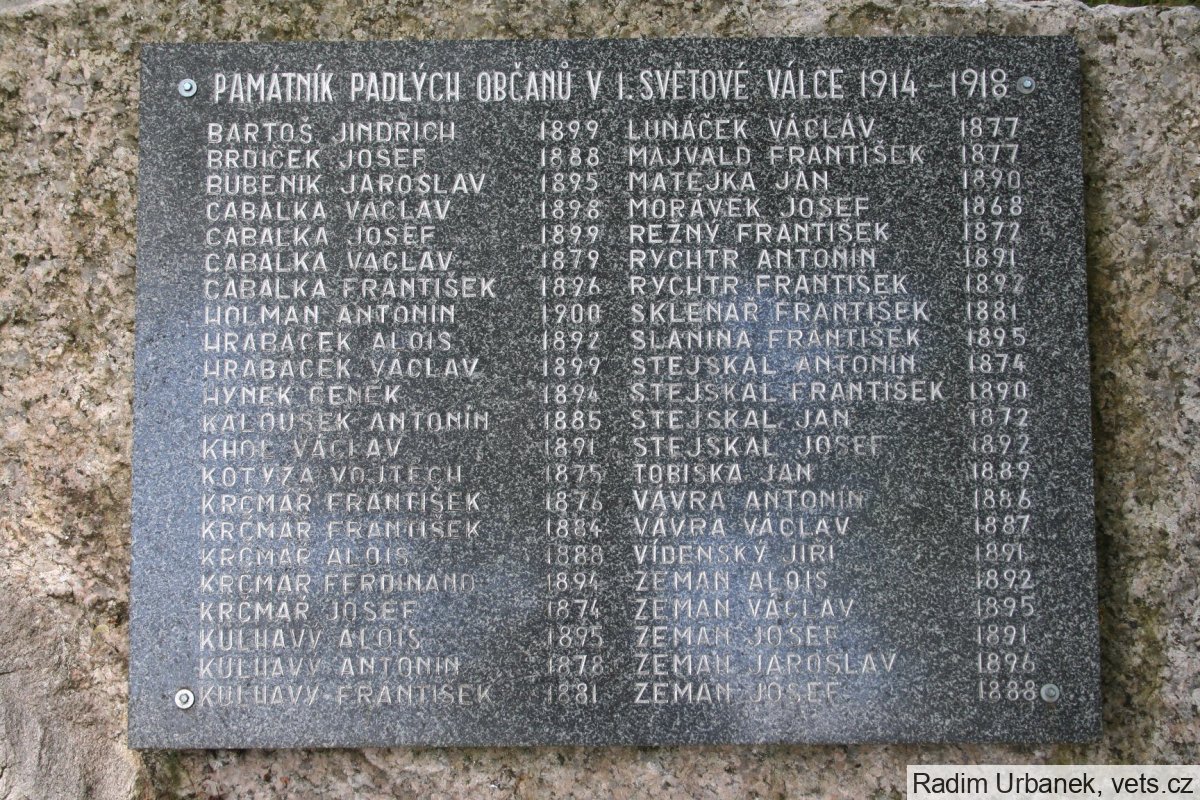 PAMÁTNÍK PADLÝCH OBČANŮ V I. SVĚTOVÉ VÁLCE 1914 - 1918
BARTOŠ JINDŘICH 1899
BRDÍČEK JOSEF 1888
BUBENÍK JAROSLAV 1895
CABALKA VÁCLAV 1898
CABALKA JOSEF 1899
CABALKA VÁCLAV 1879
CABALKA FRANTIŠEK 1896
HOLMAN ANTONÍN 1900
HRABÁČEK ALOIS 1892
HRABÁČEK VÁCLAV 1899
HYNEK ČENĚK 1894
KALOUSEK ANTONÍN 1885
KHOL VÁCLAV 1891
KOTYZA VOJTĚCH 1875
KRČMÁŘ FRANTIŠEK 1876
KRČMÁŘ FRANTIŠEK 1884
KRČMÁŘ ALOIS 1888
KRČMÁŘ FERDINAND 1894
KRČMÁŘ JOSEF 1874
KULHAVÝ ALOIS 1895
KULHAVÝ ANTONÍN 1878
KULHAVÝ FRANTIŠEK 1881
LUŇÁČEK VÁCLÁV 1877
MAJVALD FRANTIŠEK 1877
MATĚJKA JAN 1890
MORÁVEK JOSEF 1868
REŽNÝ FRANTIŠEK 1872
RYCHTR ANTONÍN 1891
RYCHTR FRANTIŠEK 1892
SKLENÁŘ FRANTIŠEK 1881
SLANINA FRANTIŠEK 1895
STEJSKAL ANTONÍN 1874
STEJSKAL FRANTIŠEK 1890
STEJSKAL JAN 1872
STEJSKAL JOSEF 1892
TOBIŠKA JAN 1889
VÁVRA ANTONÍN 1886
VÁVRA VÁCLAV 1887
VÍDENSKÝ JIŘÍ 1891
ZEMAN ALOIS 1892
ZEMAN VÁCLAV 1895
ZEMAN JOSEF 1891
ZEMAN JAROSLAV 1896
ZEMAN JOSEF 1888
Radim Urbanek, vets.cz